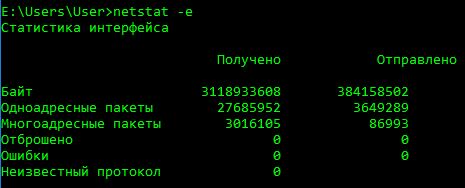 E:\Users\User>netstat -e
Статистика интерфейса
Получено Отправлено
Байт 3118933608 384158502
Одноадресные пакеты 27685952 3649289
Многоадресные пакеты 3016105 86993
Отброшено 0 0
Ошибки 0 0
Неизвестный протокол 0